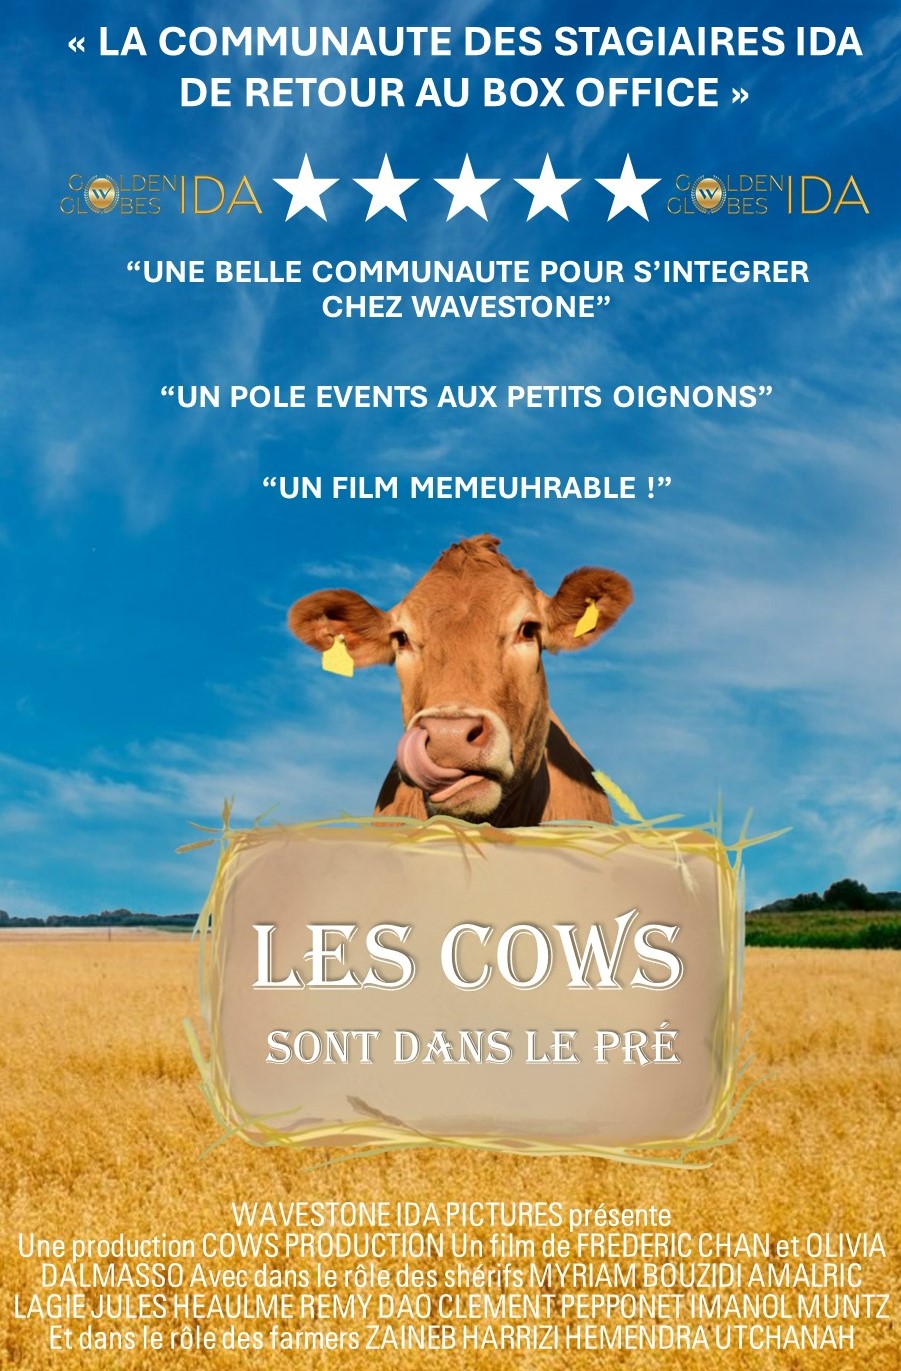 « LA COMMUNAUTE DES STAGIAIRES IDA
DE RETOUR AU BOX OFFICE »
GOLDEN GLOBES W IDA
GOLDEN GLOBES W IDA
“UNE BELLE COMMUNAUTE POUR S’INTEGRER
CHEZ WAVESTONE”
“UN POLE EVENTS AUX PETITS OIGNONS”
“UN FILM MEMEUHRABLE !”
LES COWS
SONT DANS LE PRÉ
WAVESTONE IDA PICTURES présente
Une production COWS PRODUCTION Un film de FREDERIC CHAN et OLIVIA
DALMASSO Avec dans le rôle des shérifs MYRIAM BOUZIDI AMALRIC
LAGIE JULES HEAULME REMY DAO CLEMENT PEPPONET IMANOL MUNTZ
Et dans le rôle des farmers ZAINEB HARRIZI HEMENDRA UTCHANAH